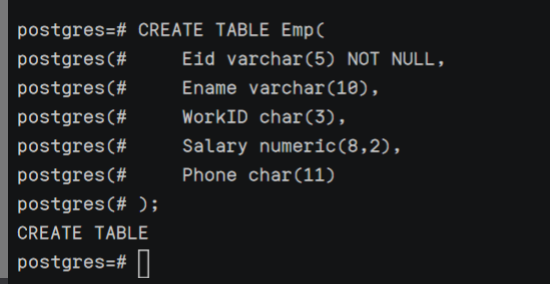 postgres=# CREATE TABLE Emp(
postgres(#     Eid varchar(5) NOT NULL,
postgres(#     Ename varchar(10),
postgres(#     WorkID char(3),
postgres(#     Salary numeric(8,2),
postgres(#     Phone char(11)
postgres(# );
CREATE TABLE
postgres=#